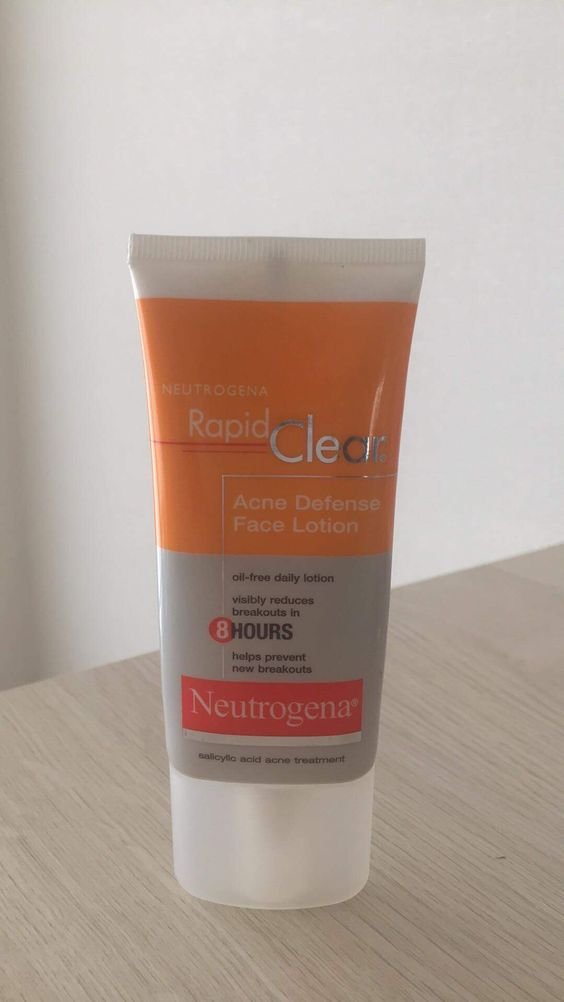 NEUTROGENA
Rapid Clear®
Acne Defense
Face Lotion
oil-free daily lotion
visibly reduces
breakouts in
8 HOURS
helps prevent
new breakouts
Neutrogena®
salicylic acid acne treatment